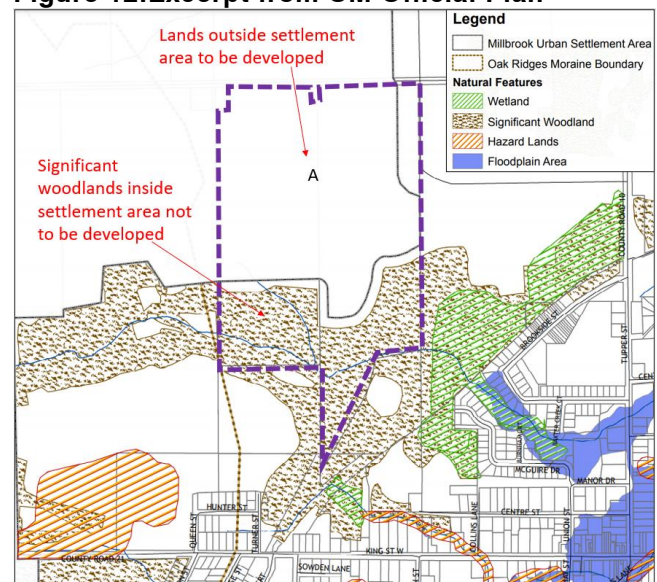 Figure 12:Excerpt from CM Official Plan
Legend
Millbrook Urban Settlement Area
Oak Ridges Moraine Boundary
Natural Features
Wetland
Significant Woodland
Hazard Lands
Floodplain Area
Lands outside settlement
area to be developed
A
Significant
woodlands inside
settlement area not
to be developed
COUNTY ROAD 10
BROOKSIDE ST
TUPPER ST
CEN
MCGUIRE DR
MANOR DR
HUNTER ST
QUEEN ST
TURNER ST
COLLINS LANE
CENTRE ST
UNION ST
COUNTY ROAD 21
KING ST W
SOWDEN LANE